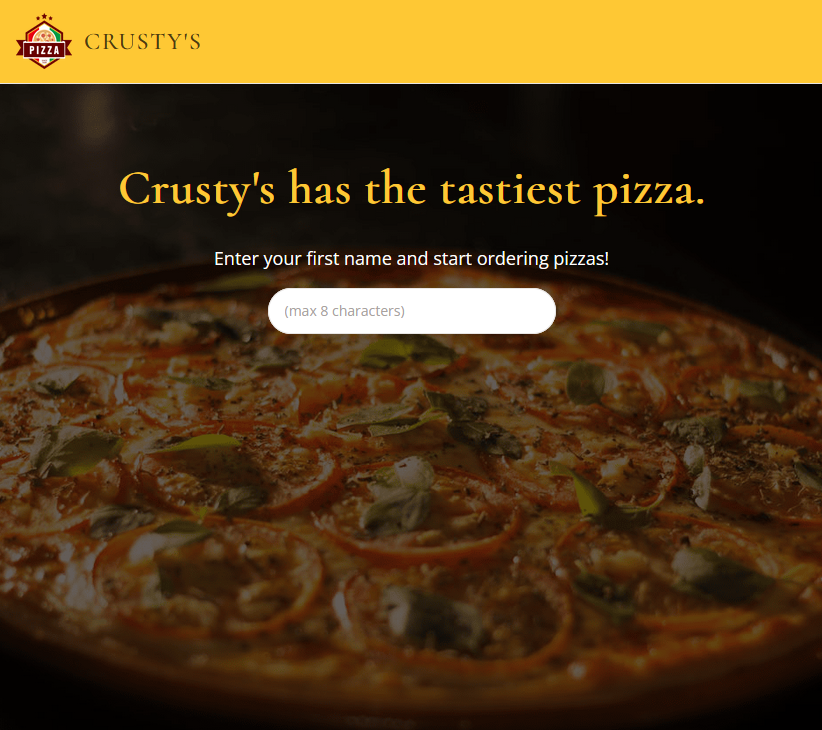 PIZZA
CRUSTY'S
Crusty's has the tastiest pizza.
Enter your first name and start ordering pizzas!
(max 8 characters)